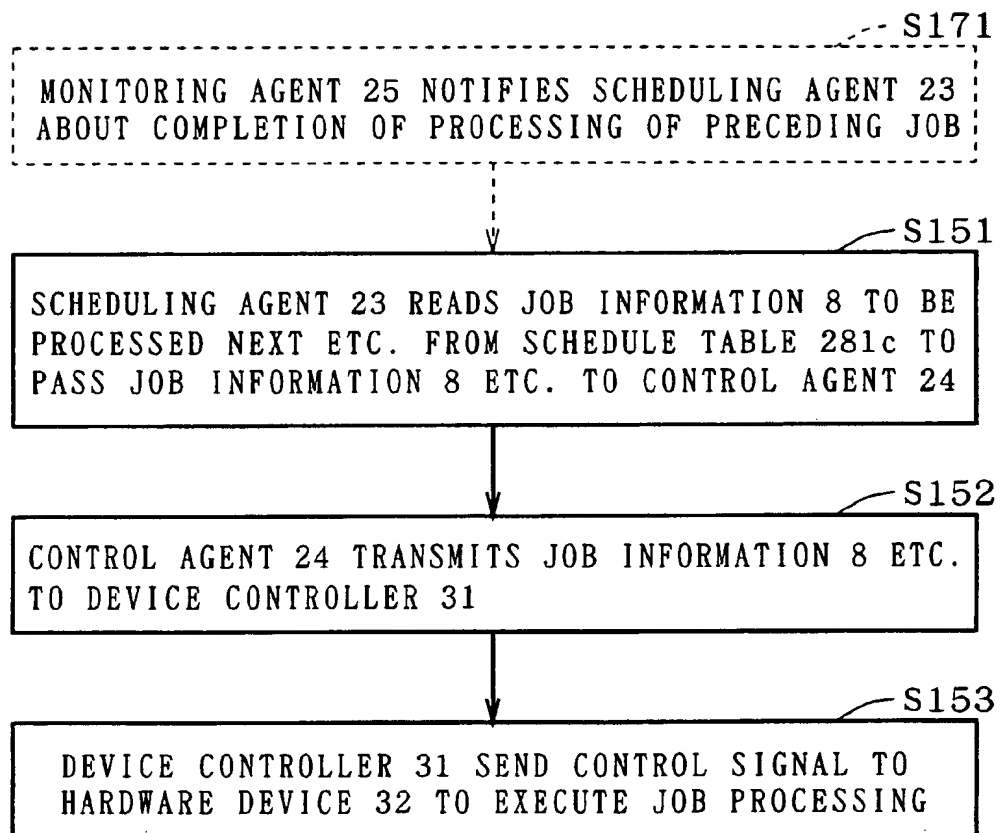 S171
MONITORING AGENT 25 NOTIFIES SCHEDULING AGENT 23
ABOUT COMPLETION OF PROCESSING OF PRECEDING JOB
S151
SCHEDULING AGENT 23 READS JOB INFORMATION 8 TO BE
PROCESSED NEXT ETC. FROM SCHEDULE TABLE 281c TO
PASS JOB INFORMATION 8 ETC. TO CONTROL AGENT 24
S152
CONTROL AGENT 24 TRANSMITS JOB INFORMATION 8 ETC.
TO DEVICE CONTROLLER 31
S153
DEVICE CONTROLLER 31 SEND CONTROL SIGNAL TO
HARDWARE DEVICE 32 TO EXECUTE JOB PROCESSING